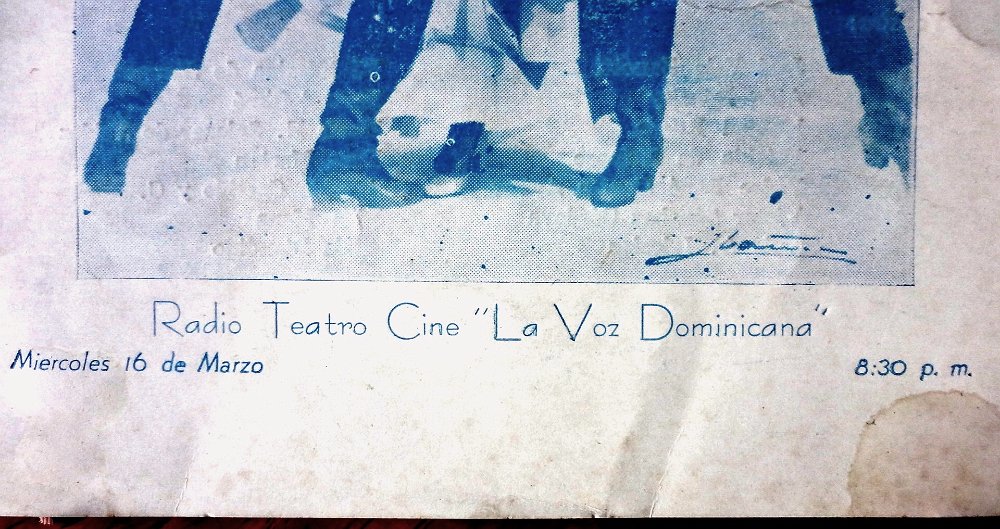 Radio Teatro Cine "La Voz Dominicana"
Miercoles 16 de Marzo 8:30 p. m.